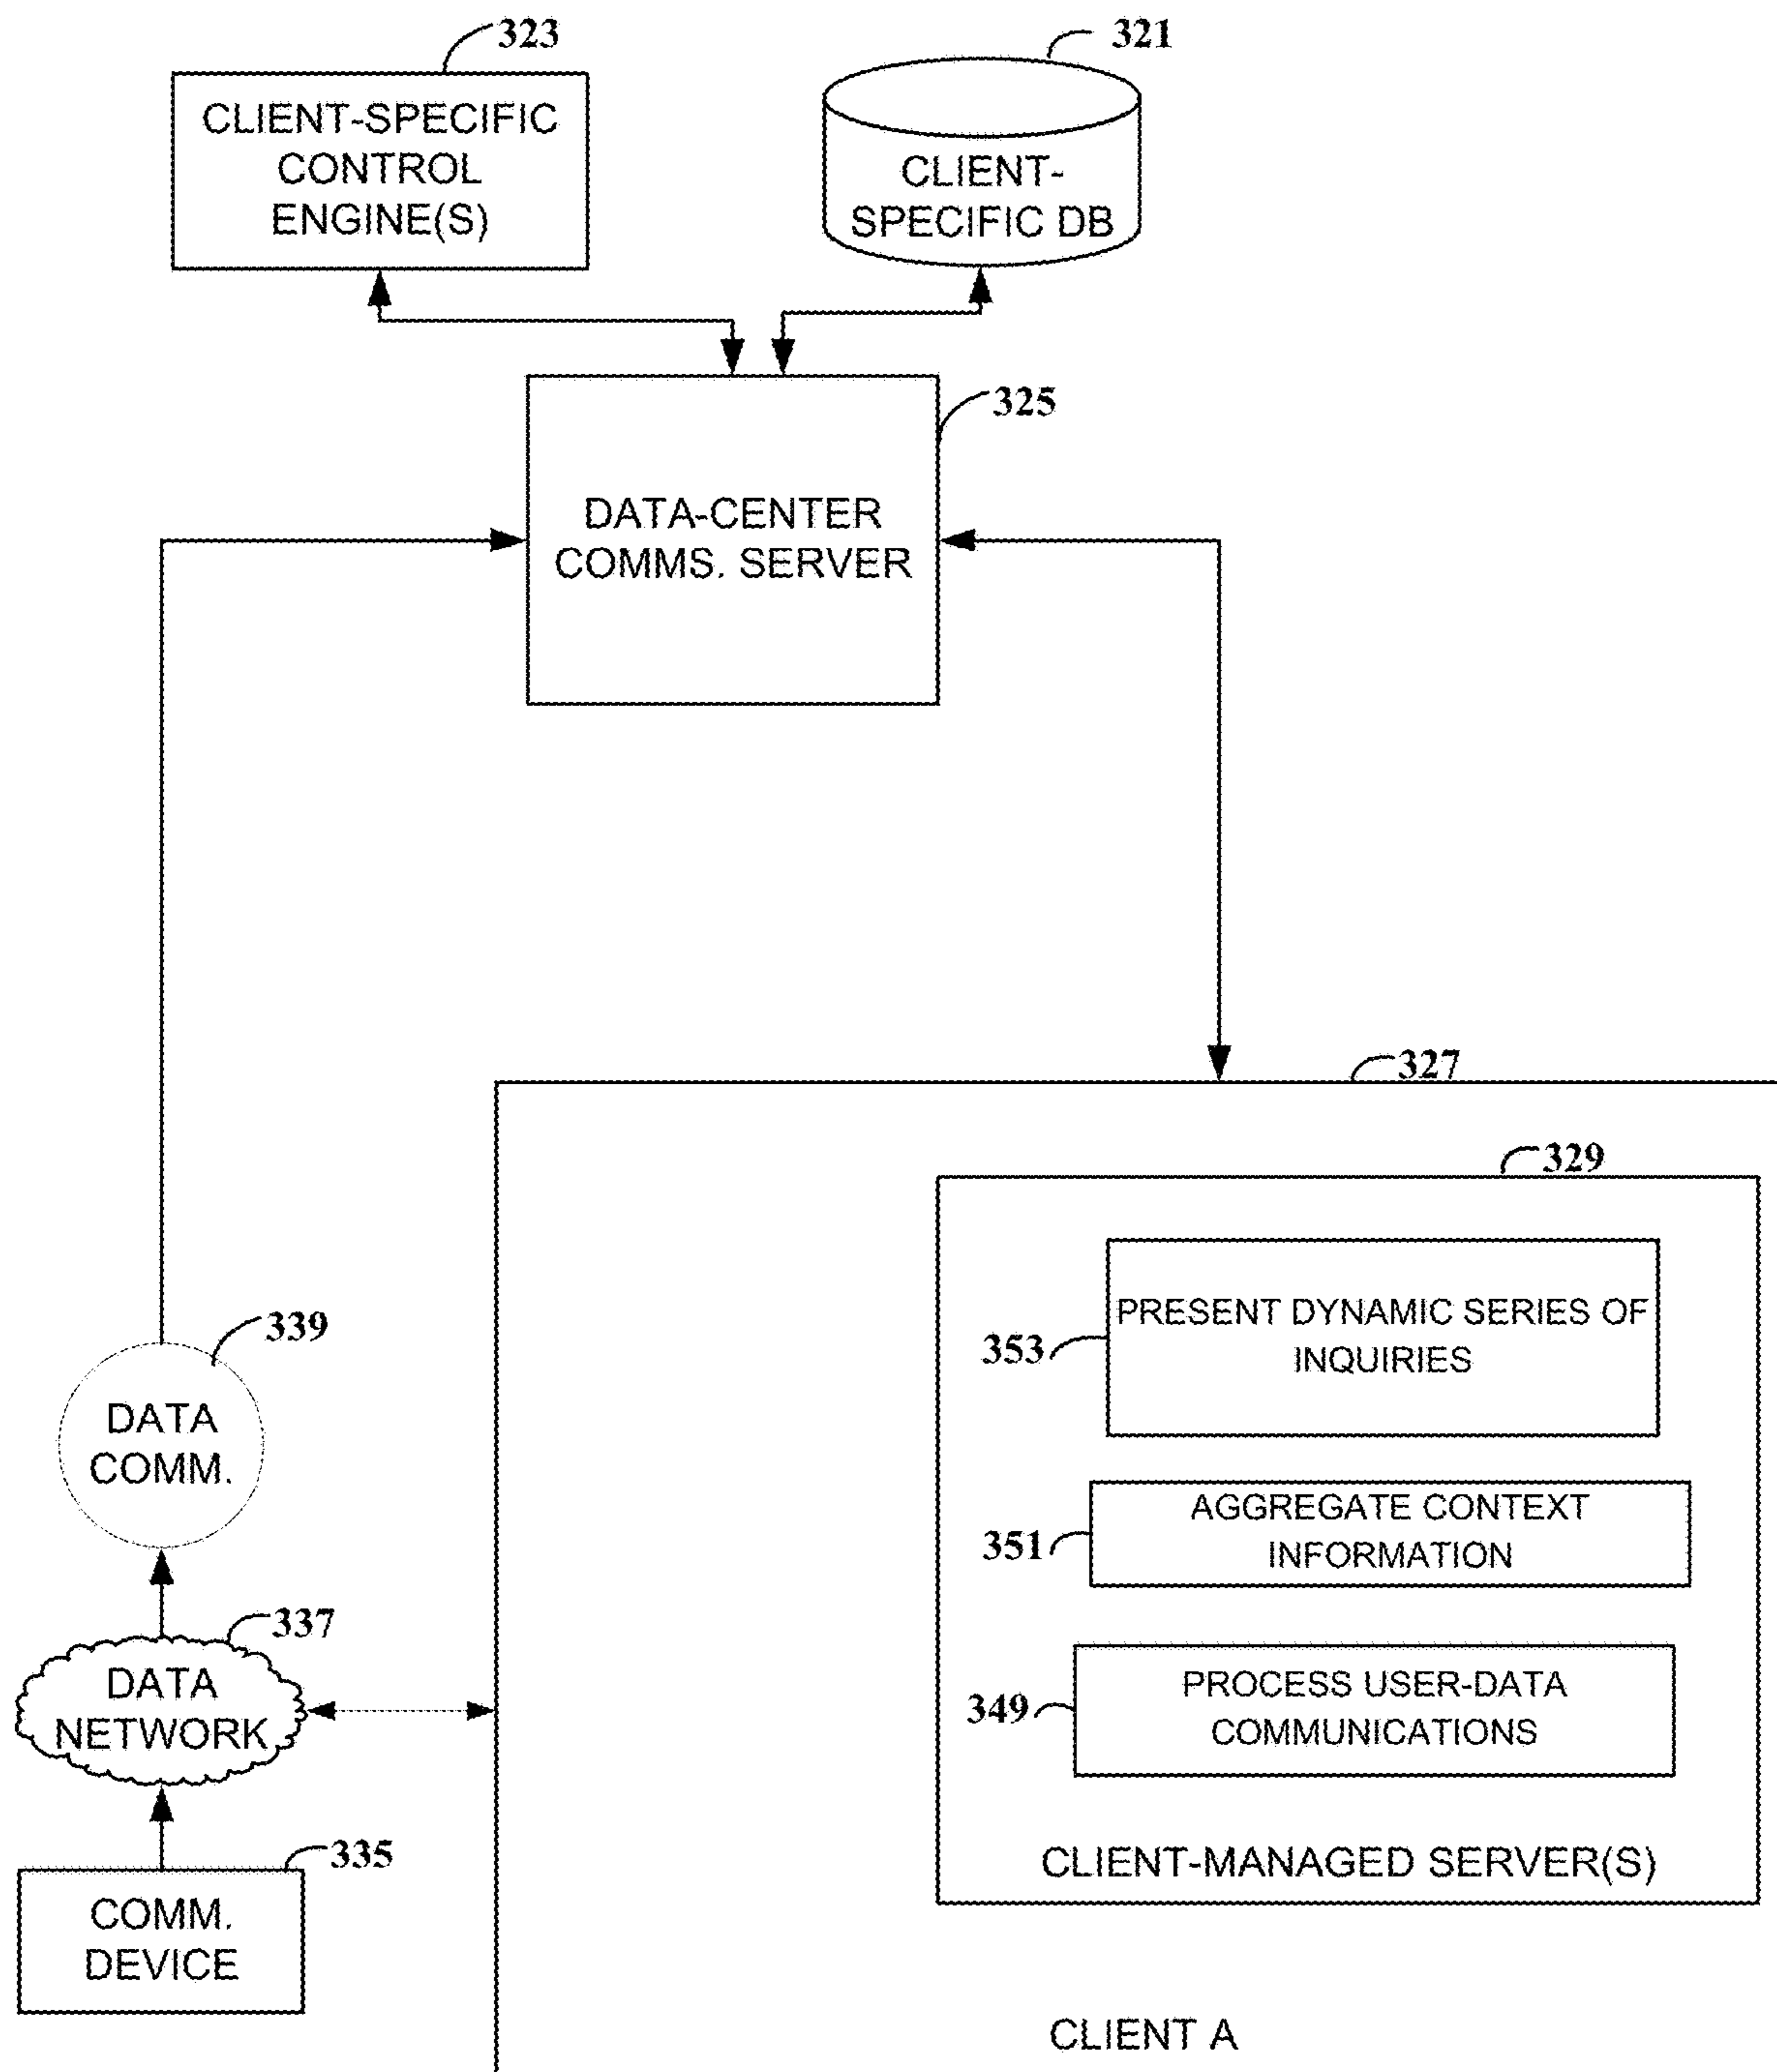 323
321
CLIENT-SPECIFIC
CONTROL
ENGINE(S)
CLIENT-
SPECIFIC DB
325
DATA-CENTER
COMMS. SERVER
327
329
PRESENT DYNAMIC SERIES OF
INQUIRIES
353
339
DATA
COMM.
AGGREGATE CONTEXT
INFORMATION
351
337
DATA
NETWORK
PROCESS USER-DATA
COMMUNICATIONS
349
335
COMM.
DEVICE
CLIENT-MANAGED SERVER(S)
CLIENT A